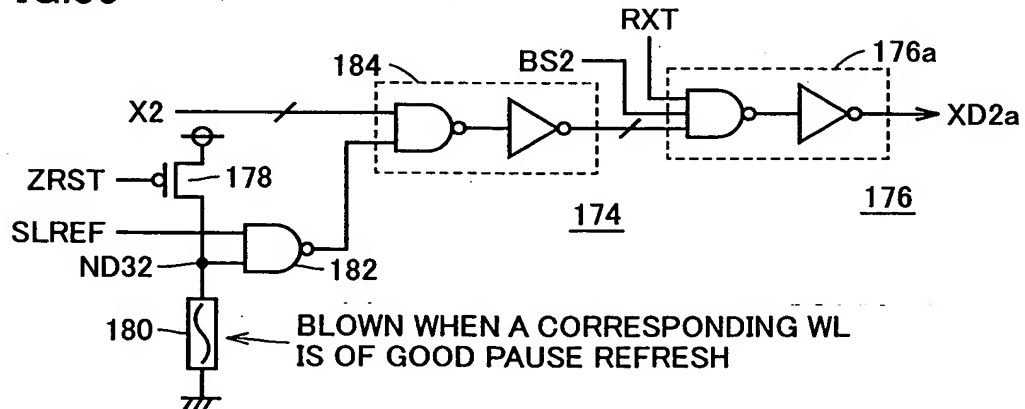 RXT
BS2
176a
184
X2
XD2a
ZRST
178
174
176
SLREF
ND32
182
180
BLOWN WHEN A CORRESPONDING WL
IS OF GOOD PAUSE REFRESH